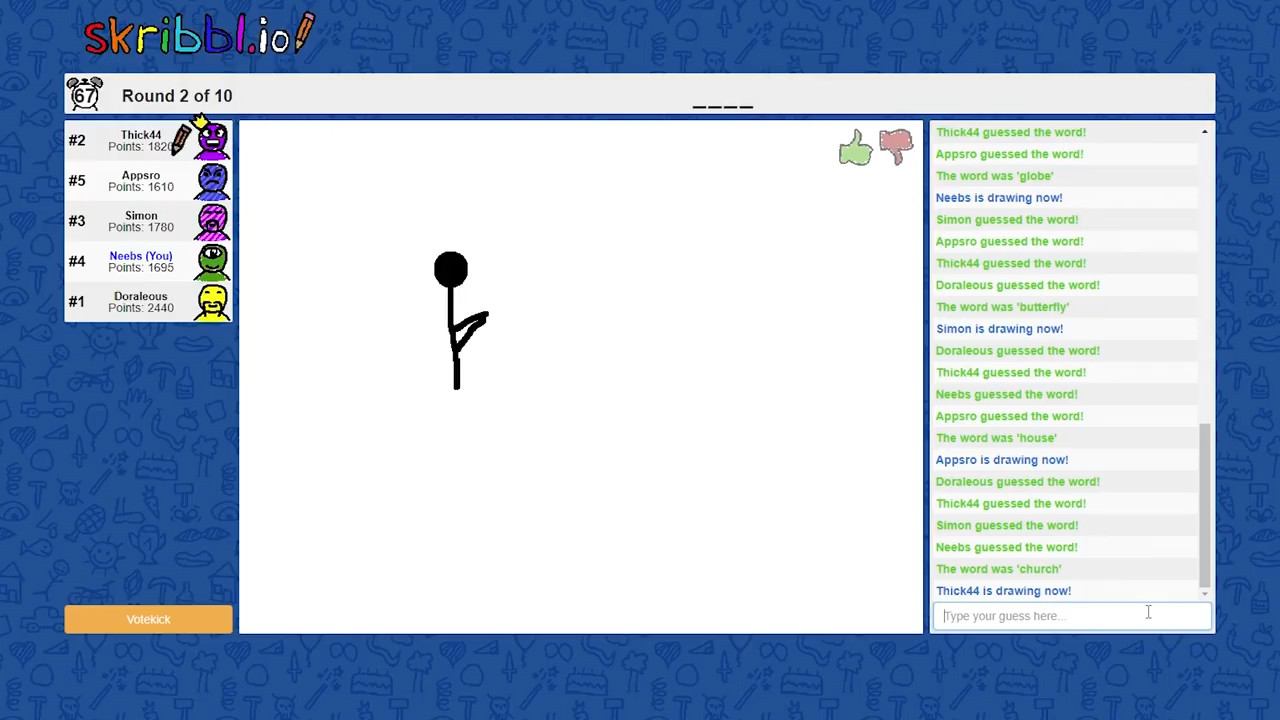 skribbl.io
67
Round 2 of 10
____
#2
Thick44
Points: 1820
#5
Appsro
Points: 1610
#3
Simon
Points: 1780
#4
Neebs (You)
Points: 1695
#1
Doraleous
Points: 2440
Votekick
Thick44 guessed the word!
Appsro guessed the word!
The word was 'globe'
Neebs is drawing now!
Simon guessed the word!
Appsro guessed the word!
Thick44 guessed the word!
Doraleous guessed the word!
The word was 'butterfly'
Simon is drawing now!
Doraleous guessed the word!
Thick44 guessed the word!
Neebs guessed the word!
Appsro guessed the word!
The word was 'house'
Appsro is drawing now!
Doraleous guessed the word!
Thick44 guessed the word!
Simon guessed the word!
Neebs guessed the word!
The word was 'church'
Thick44 is drawing now!
Type your guess here...